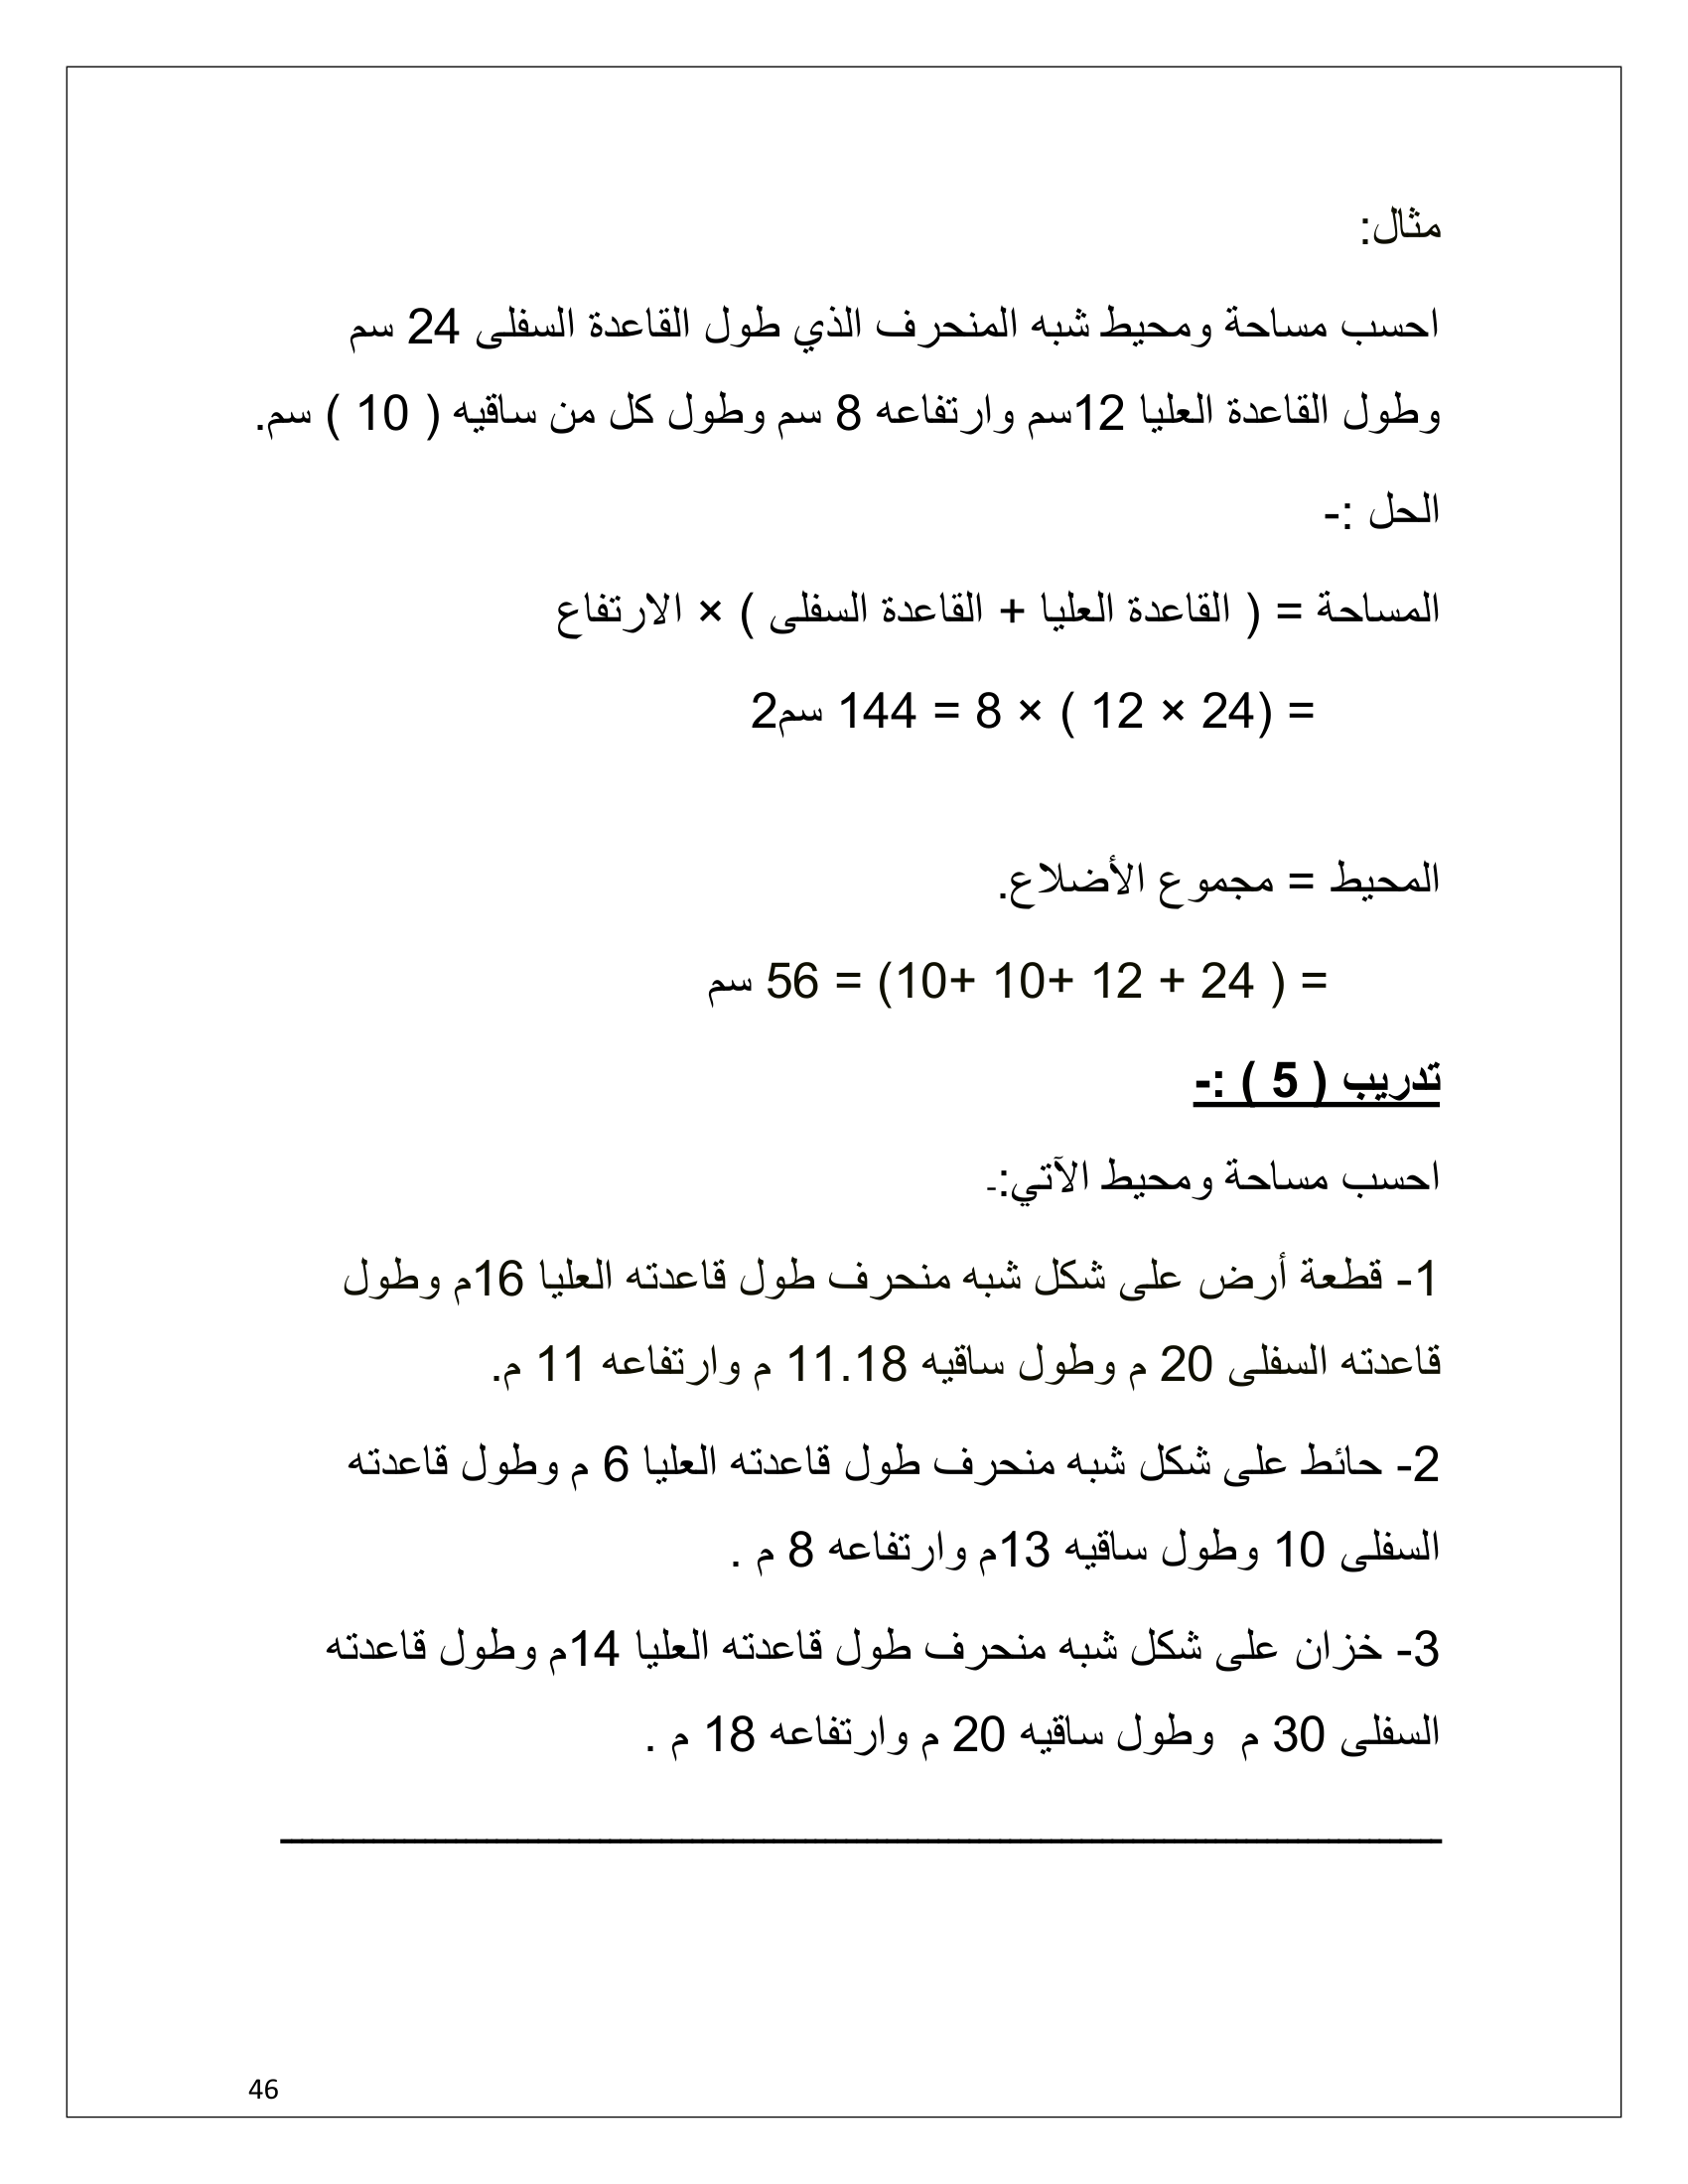 مثال:
احسب مساحة ومحيط شبه المنحرف الذي طول القاعدة السفلى 24 سم
وطول القاعدة العليا 12سم وارتفاعه 8 سم وطول كل من ساقيه ( 10 ) سم.
الحل :-
المساحة = ( القاعدة العليا + القاعدة السفلى ) × الارتفاع
= (24 × 12 ) × 8 = 144 سم2
المحيط = مجموع الأضلاع.
= ( 24 + 12 +10 +10) = 56 سم
تدريب ( 5 ) :-
احسب مساحة ومحيط الآتي:-
1- قطعة أرض على شكل شبه منحرف طول قاعدته العليا 16م وطول
قاعدته السفلى 20 م وطول ساقيه 11.18 م وارتفاعه 11 م.
2- حائط على شكل شبه منحرف طول قاعدته العليا 6 م وطول قاعدته
السفلى 10 وطول ساقيه 13م وارتفاعه 8 م .
3- خزان على شكل شبه منحرف طول قاعدته العليا 14م وطول قاعدته
السفلى 30 م وطول ساقيه 20 م وارتفاعه 18 م .
46